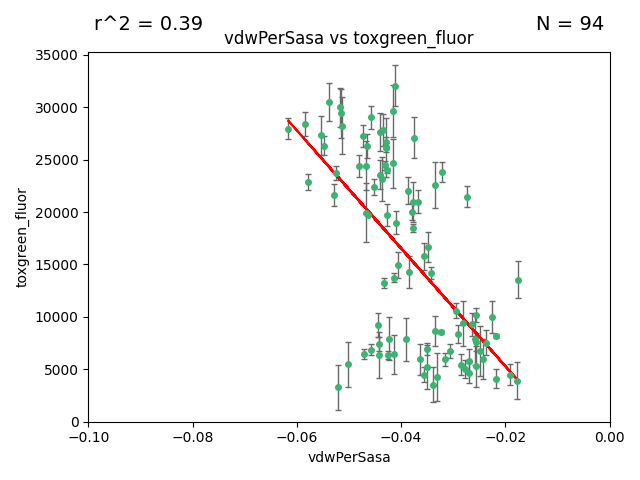 r^2 = 0.39
N = 94
vdwPerSasa vs toxgreen_fluor
35000
30000
25000
20000
15000
10000
5000
0
toxgreen_fluor
−0.10
−0.08
−0.06
−0.04
−0.02
0.00
vdwPerSasa